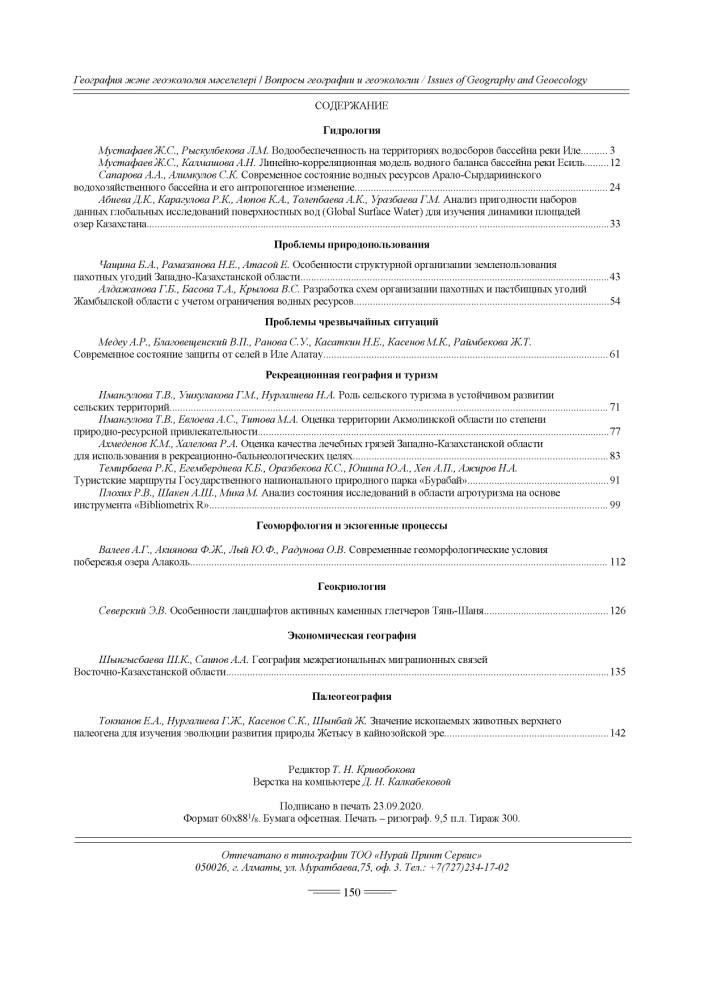 География және геоэкология мәселелері / Вопросы географии и геоэкологии / Issues of Geography and Geoecology
СОДЕРЖАНИЕ
Гидрология
Мустафаев Ж.С., Рыскулбекова Л.М. Водообеспеченность на территориях водосборов бассейна реки Иле.......... 3
Мустафаев Ж.С., Калмашова А.Н. Линейно-корреляционная модель водного баланса бассейна реки Есиль.........12
Сапарова А.А., Алимкулов С.К. Современное состояние водных ресурсов Арало-Сырдариинского
водохозяйственного бассейна и его антропогенное изменение.......... 24
Абиева Д.К., Карагулова Р.К., Аюпов К.А., Толепбаева А.К., Уразбаева Г.М. Анализ пригодности наборов
данных глобальных исследований поверхностных вод (Global Surface Water) для изучения динамики площадей
озер Казахстана..........33
Проблемы природопользования
Чащина Б.А., Рамазанова Н.Е., Атасой Е. Особенности структурной организации землепользования
пахотных угодий Западно-Казахстанской области..........43
Алдажанова Г.Б., Басова Т.А., Крылова В.С. Разработка схем организации пахотных и пастбищных угодий
Жамбылской области с учетом ограничения водных ресурсов..........54
Проблемы чрезвычайных ситуаций
Медеу А.Р., Благовещенский В.П., Ранова С.У., Касаткин Н.Е., Касенов М.К., Раймбекова Ж.Т.
Современное состояние защиты от селей в Иле Алатау.......... 61
Рекреационная география и туризм
Имангулова Т.В., Ушкулакова Г.М., Нургалиева Н.А. Роль сельского туризма в устойчивом развитии
сельских территорий.......... 71
Имангулова Т.В., Евлоева А.С., Титова М.А. Оценка территории Акмолинской области по степени
природно-ресурсной привлекательности.......... 77
Ахмеденов К.М., Халелова Р.А. Оценка качества лечебных грязей Западно-Казахстанской области
для использования в рекреационно-бальнеологических целях.......... 83
Темирбаева Р.К., Егембердиева К.Б., Оразбекова К.С., Юшина Ю.А., Хен А.П., Ажиров Н.А.
Туристские маршруты Государственного национального природного парка «Бурабай».......... 91
Плохих Р.В., Шакен А.Ш., Мика М. Анализ состояния исследований в области агротуризма на основе
инструмента «Bibliometrix R».......... 99
Геоморфология и экзогенные процессы
Валеев А.Г., Акиянова Ф.Ж., Лый Ю.Ф., Радунова О.В. Современные геоморфологические условия
побережья озера Алаколь.......... 112
Геокриология
Северский Э.В. Особенности ландшафтов активных каменных глетчеров Тянь-Шаня.......... 126
Экономическая география
Шынгысбаева Ш.К., Саипов А.А. География межрегиональных миграционных связей
Восточно-Казахстанской области.......... 135
Палеогеография
Токпанов Е.А., Нургалиева Г.Ж., Касенов С.К., Шынбай Ж. Значение ископаемых животных верхнего
палеогена для изучения эволюции развития природы Жетысу в кайнозойской эре.......... 142
Редактор Т. Н. Кривобокова
Верстка на компьютере Д. Н. Калкабековой
Подписано в печать 23.09.2020.
Формат 60х88¹/₈. Бумага офсетная. Печать – ризограф. 9,5 п.л. Тираж 300.
Отпечатано в типографии ТОО «Нурай Принт Сервис»
050026, г. Алматы, ул. Муратбаева,75, оф. 3. Тел.: +7(727)234-17-02
150